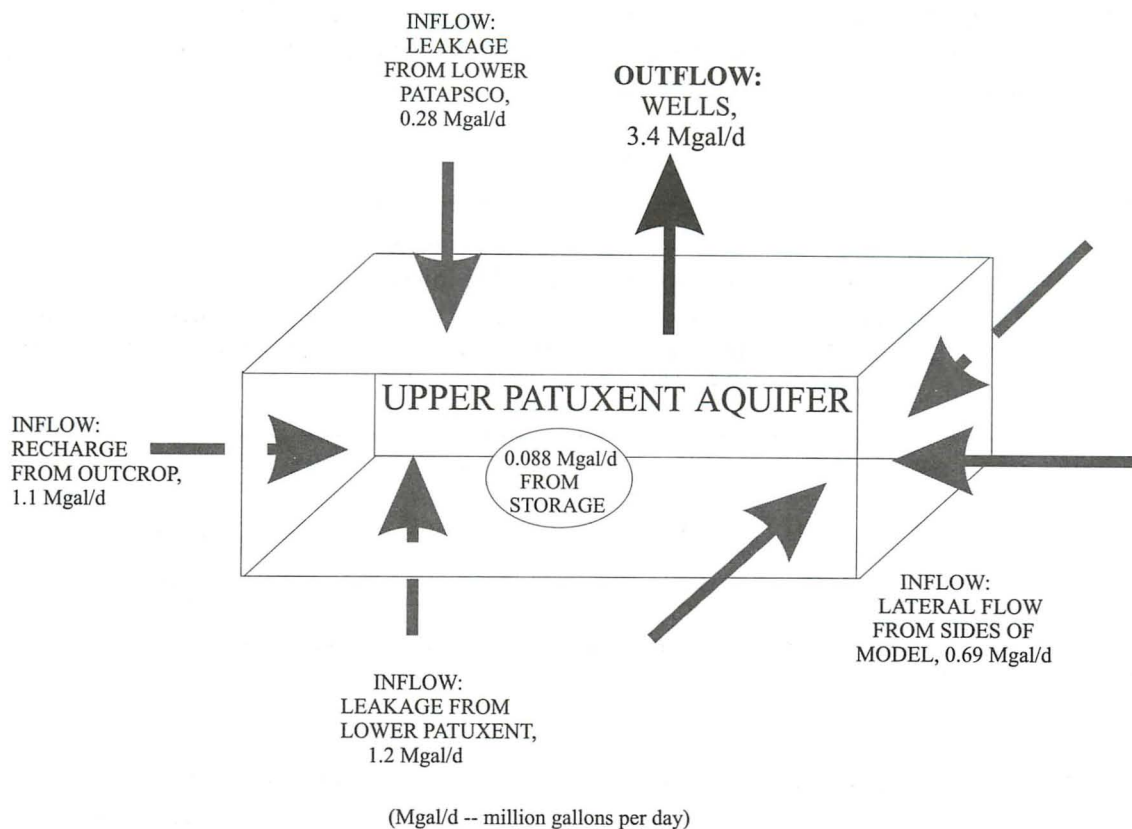 INFLOW:
LEAKAGE
FROM LOWER
PATAPSCO,
0.28 Mgal/d
OUTFLOW:
WELLS,
3.4 Mgal/d
UPPER PATUXENT AQUIFER
INFLOW:
RECHARGE
FROM OUTCROP,
1.1 Mgal/d
0.088 Mgal/d
FROM
STORAGE
INFLOW:
LATERAL FLOW
FROM SIDES OF
MODEL, 0.69 Mgal/d
INFLOW:
LEAKAGE FROM
LOWER PATUXENT,
1.2 Mgal/d
(Mgal/d -- million gallons per day)